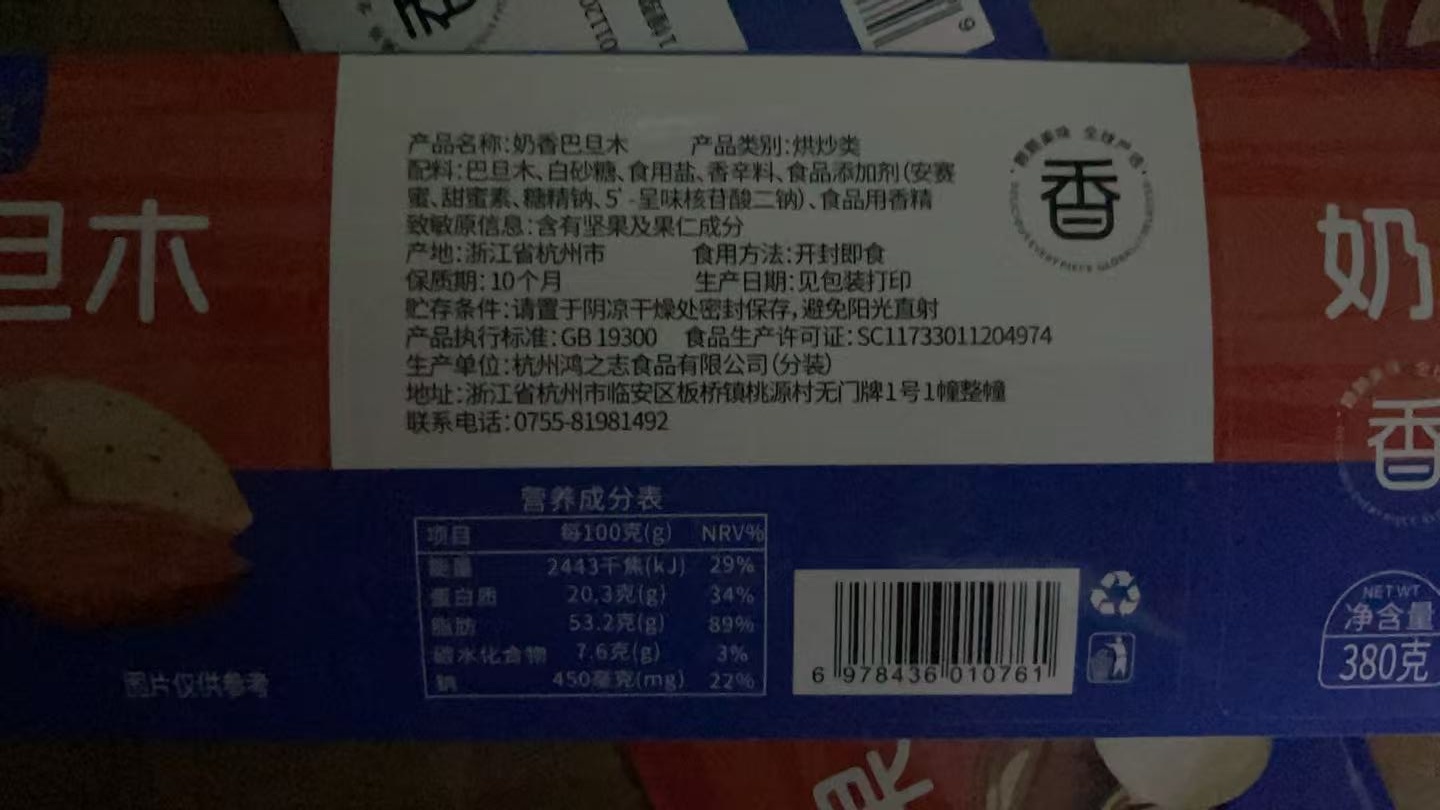 9
01120
旦木
产品名称:奶香巴旦木 产品类别:烘炒类
配料:巴旦木、白砂糖、食用盐、香辛料、食品添加剂(安赛
蜜、甜蜜素、糖精钠、5'-呈味核苷酸二钠)、食品用香精
致敏原信息:含有坚果及果仁成分
产地:浙江省杭州市 食用方法:开封即食
保质期:10个月 生产日期:见包装打印
贮存条件:请置于阴凉干燥处密封保存,避免阳光直射
产品执行标准:GB 19300 食品生产许可证:SC11733011204974
生产单位:杭州鸿之志食品有限公司(分装)
地址:浙江省杭州市临安区板桥镇桃源村无门牌1号1幢整幢
联系电话:0755-81981492
香
奶
香
营养成分表
项目 每100克(g) NRV%
能量 2443千焦(kJ) 29%
蛋白质 20.3克(g) 34%
脂肪 53.2克(g) 89%
碳水化合物 7.6克(g) 3%
钠 450毫克(mg) 22%
6 978436 010761
图片仅供参考
NET WT
净含量
380克